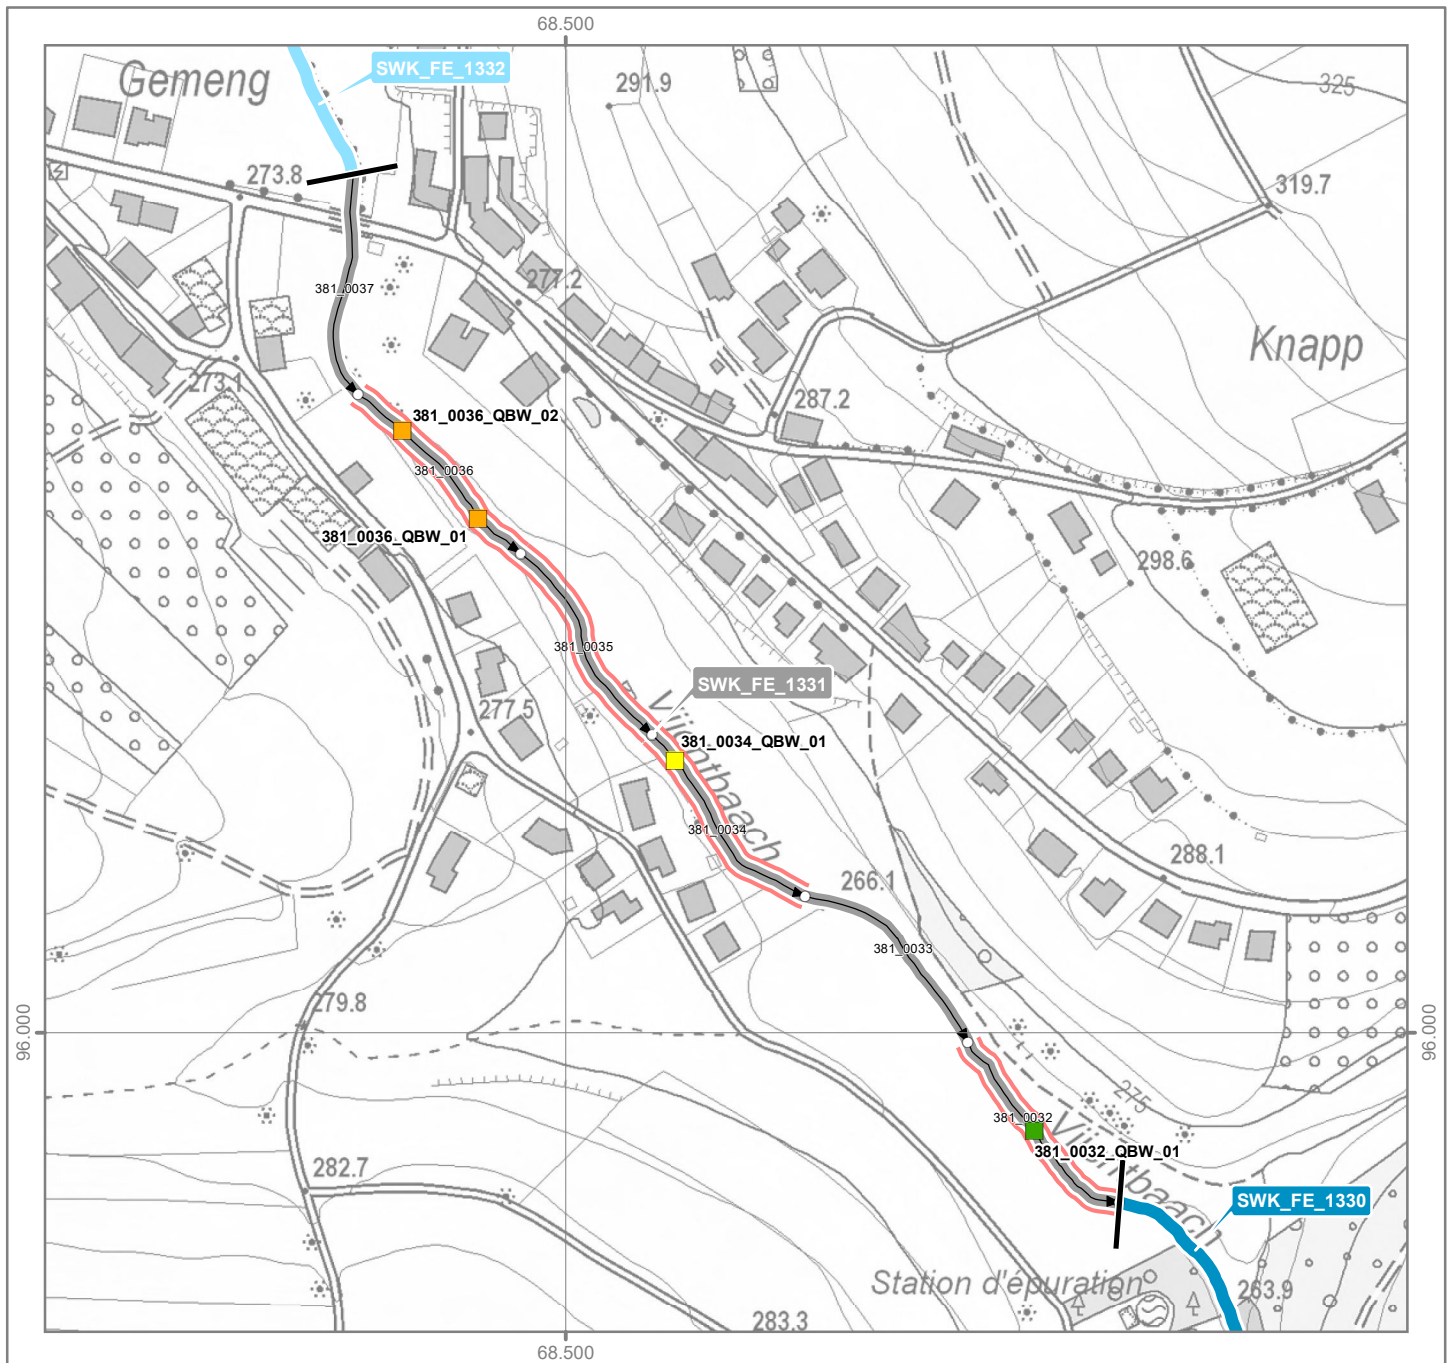 68.500
SWK_FE_1332
Gemeng
291.9
325
273.8
319.7
277.2
381_0037
Knapp
273.1
287.2
381_0036_QBW_02
381_0036
381_0036_QBW_01
298.6
381_0035
SWK_FE_1331
277.5
Viichtbaach
381_0034_QBW_01
381_0034
288.1
266.1
381_0033
279.8
96.000
96.000
275
381_0032
Viichtbaach
381_0032_QBW_01
282.7
SWK_FE_1330
Station d'épuration
263.9
283.3
68.500